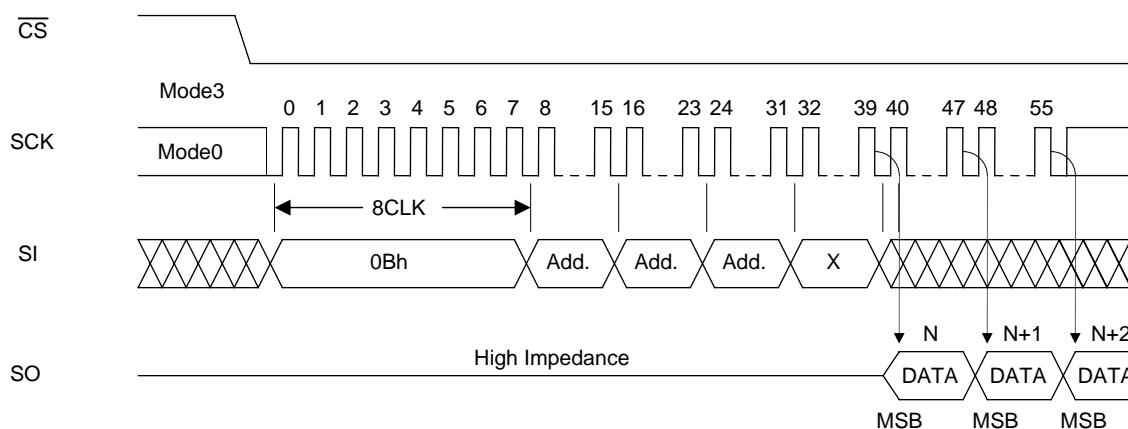 CS
Mode3
0 1 2 3 4 5 6 7 8 15 16 23 24 31 32 39 40 47 48 55
SCK
Mode0
8CLK
SI
0Bh Add. Add. Add. X
N N+1 N+2
High Impedance
SO
DATA DATA DATA
MSB MSB MSB